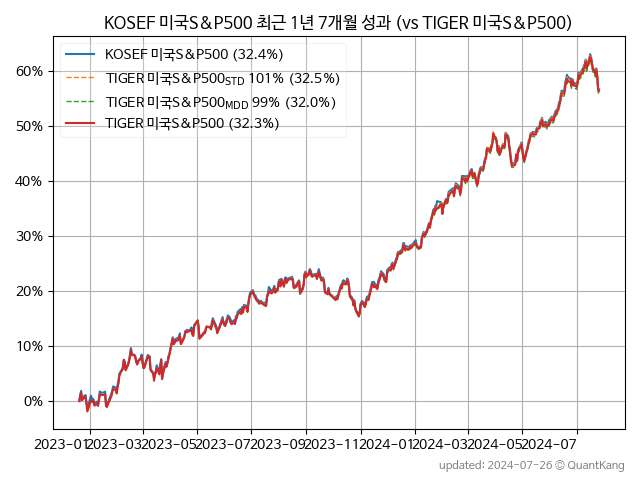 KOSEF 미국S&P500 최근 1년 7개월 성과 (vs TIGER 미국S&P500)
KOSEF 미국S&P500 (32.4%)
TIGER 미국S&P500STD 101% (32.5%)
TIGER 미국S&P500MDD 99% (32.0%)
TIGER 미국S&P500 (32.3%)
60%
50%
40%
30%
20%
10%
0%
2023-01 2023-03 2023-05 2023-07 2023-09 2023-11 2024-01 2024-03 2024-05 2024-07
updated: 2024-07-26 © QuantKang